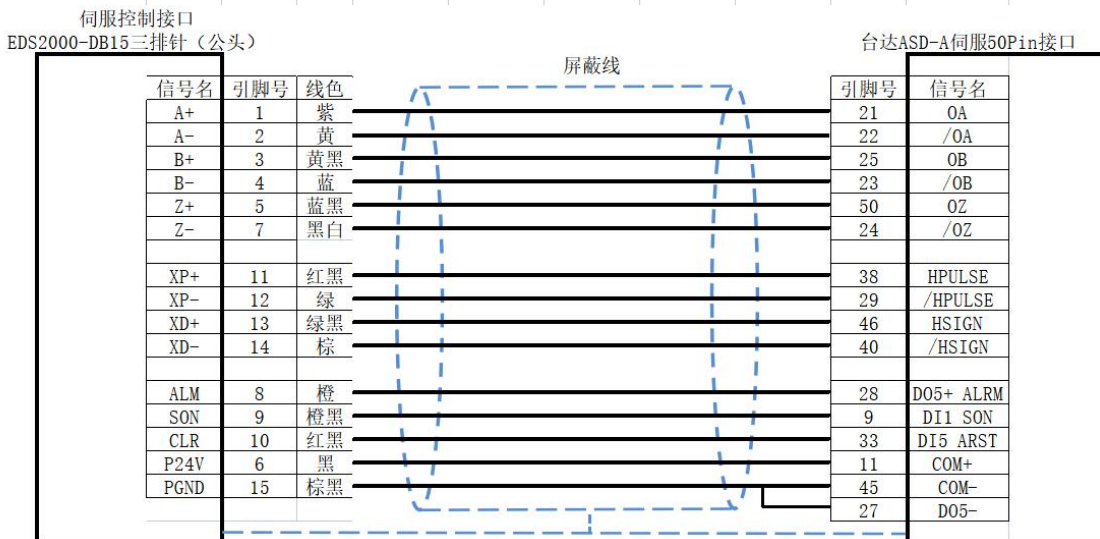 伺服控制接口
EDS2000-DB15三排针（公头）
台达ASD-A伺服50Pin接口
屏蔽线
信号名 引脚号 线色 引脚号 信号名
A+ 1 紫 21 OA
A- 2 黄 22 /OA
B+ 3 黄黑 25 OB
B- 4 蓝 23 /OB
Z+ 5 蓝黑 50 OZ
Z- 7 黑白 24 /OZ
XP+ 11 红黑 38 HPULSE
XP- 12 绿 29 /HPULSE
XD+ 13 绿黑 46 HSIGN
XD- 14 棕 40 /HSIGN
ALM 8 橙 28 DO5+ ALRM
SON 9 橙黑 9 DI1 SON
CLR 10 红黑 33 DI5 ARST
P24V 6 黑 11 COM+
PGND 15 棕黑 45 COM-
27 DO5-